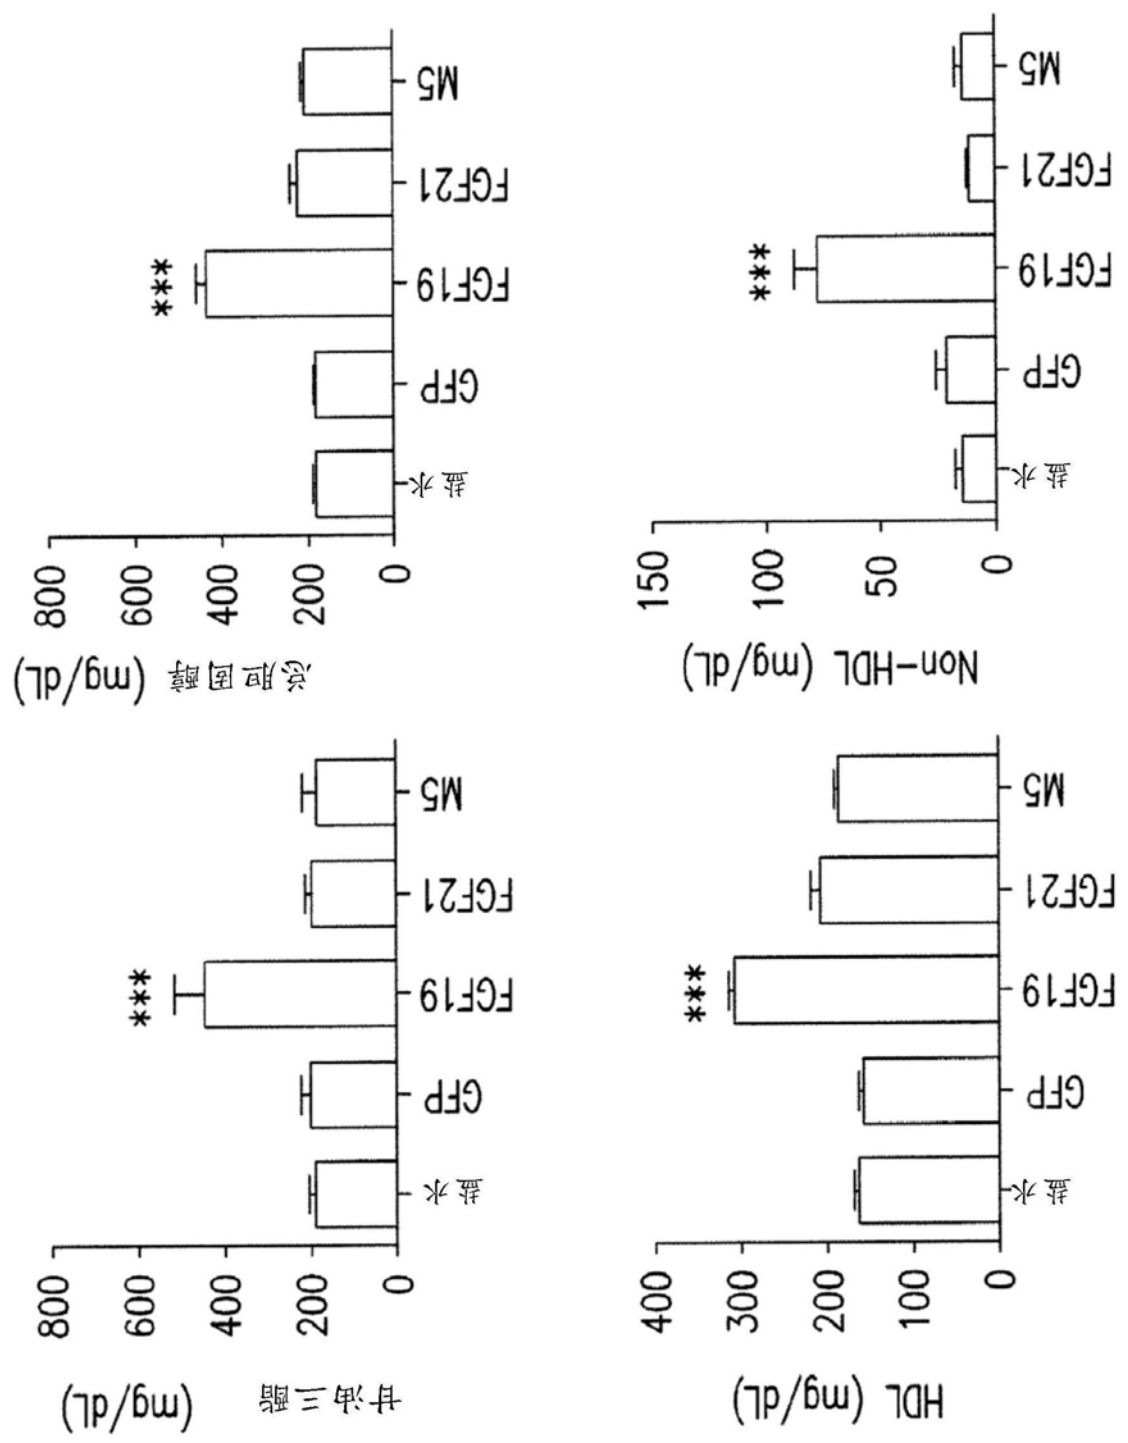 甘油三酯
(mg/dL)
800
600
400
200
0
***
盐水
GFP
FGF19
FGF21
M5
总胆固醇
(mg/dL)
800
600
400
200
0
***
盐水
GFP
FGF19
FGF21
M5
HDL (mg/dL)
400
300
200
100
0
***
盐水
GFP
FGF19
FGF21
M5
Non-HDL (mg/dL)
150
100
50
0
***
盐水
GFP
FGF19
FGF21
M5